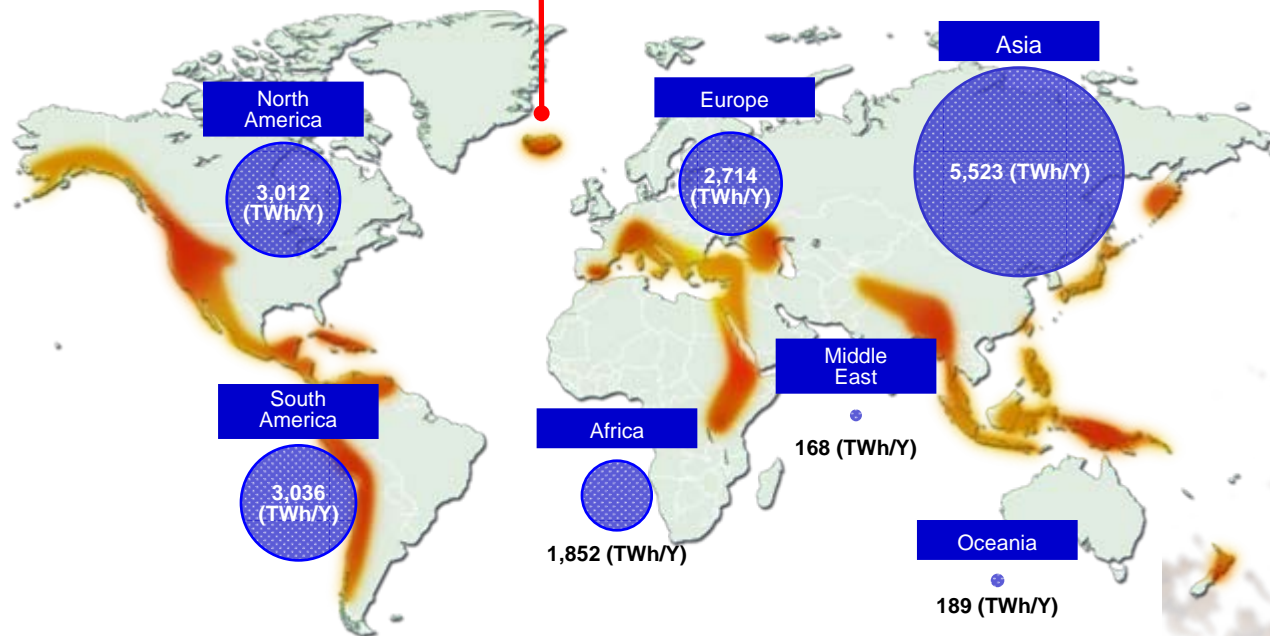 Asia
5,523 (TWh/Y)
North
America
3,012
(TWh/Y)
Europe
2,714
(TWh/Y)
Middle
East
168 (TWh/Y)
South
America
3,036
(TWh/Y)
Africa
1,852 (TWh/Y)
Oceania
189 (TWh/Y)